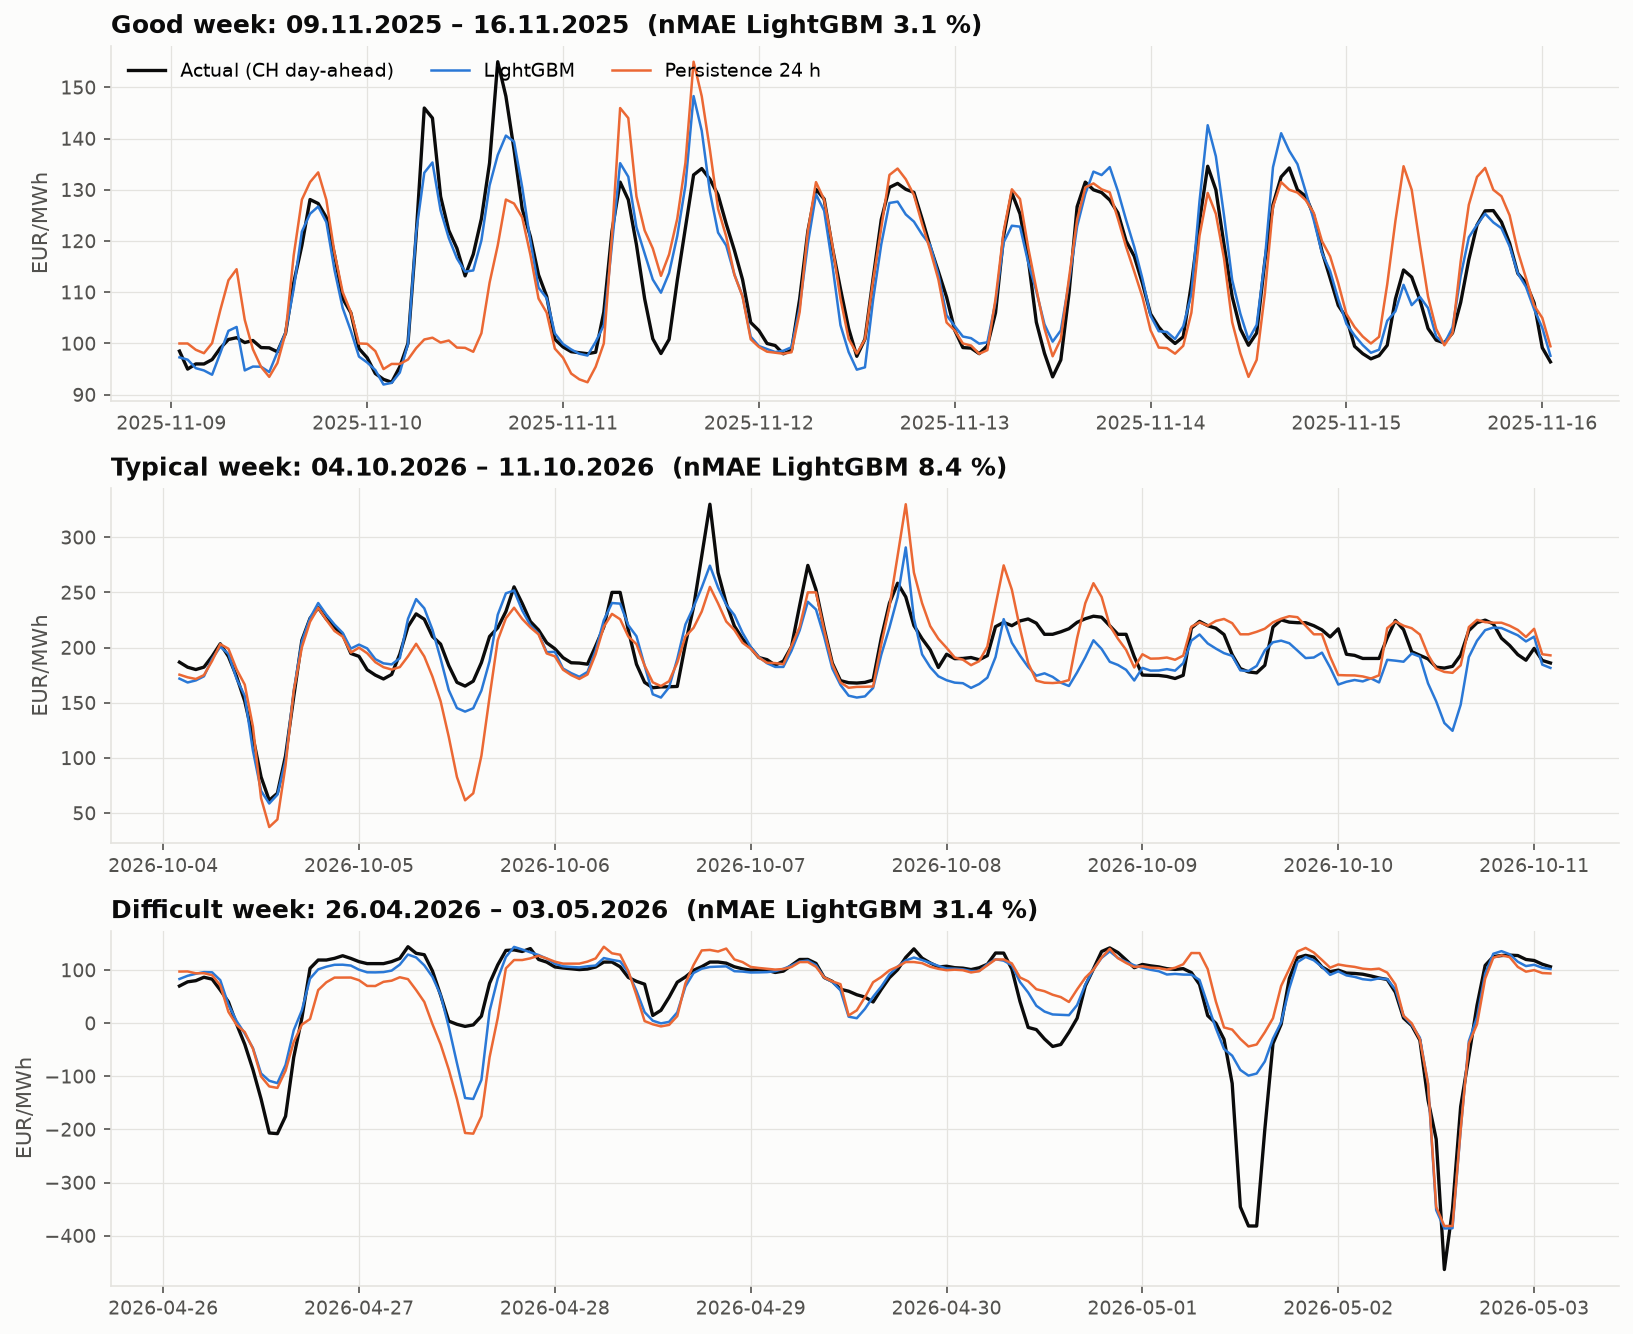 Good week: 09.11.2025 – 16.11.2025 (nMAE LightGBM 3.1 %)
Actual (CH day-ahead) LightGBM Persistence 24 h
EUR/MWh
150
140
130
120
110
100
90
2025-11-09 2025-11-10 2025-11-11 2025-11-12 2025-11-13 2025-11-14 2025-11-15 2025-11-16
Typical week: 04.10.2026 – 11.10.2026 (nMAE LightGBM 8.4 %)
EUR/MWh
300
250
200
150
100
50
2026-10-04 2026-10-05 2026-10-06 2026-10-07 2026-10-08 2026-10-09 2026-10-10 2026-10-11
Difficult week: 26.04.2026 – 03.05.2026 (nMAE LightGBM 31.4 %)
EUR/MWh
100
0
−100
−200
−300
−400
2026-04-26 2026-04-27 2026-04-28 2026-04-29 2026-04-30 2026-05-01 2026-05-02 2026-05-03